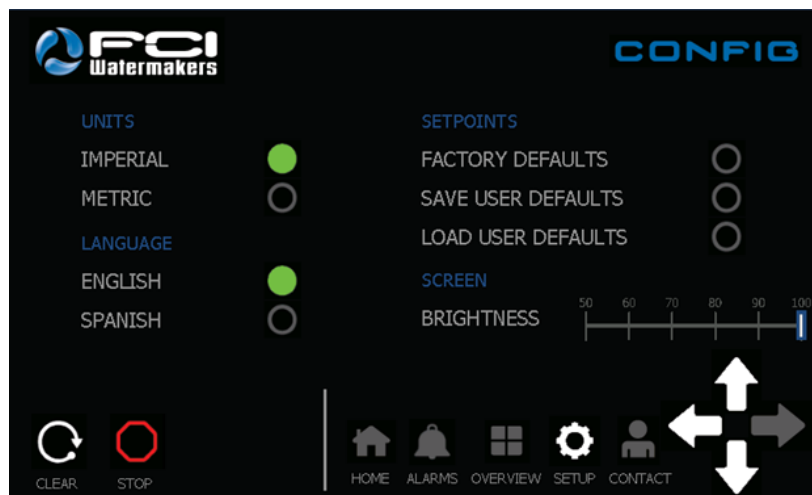 FCI
Watermakers
CONFIG
UNITS
IMPERIAL
METRIC
LANGUAGE
ENGLISH
SPANISH
SETPOINTS
FACTORY DEFAULTS
SAVE USER DEFAULTS
LOAD USER DEFAULTS
SCREEN
BRIGHTNESS
50 60 70 80 90 100
CLEAR STOP HOME ALARMS OVERVIEW SETUP CONTACT